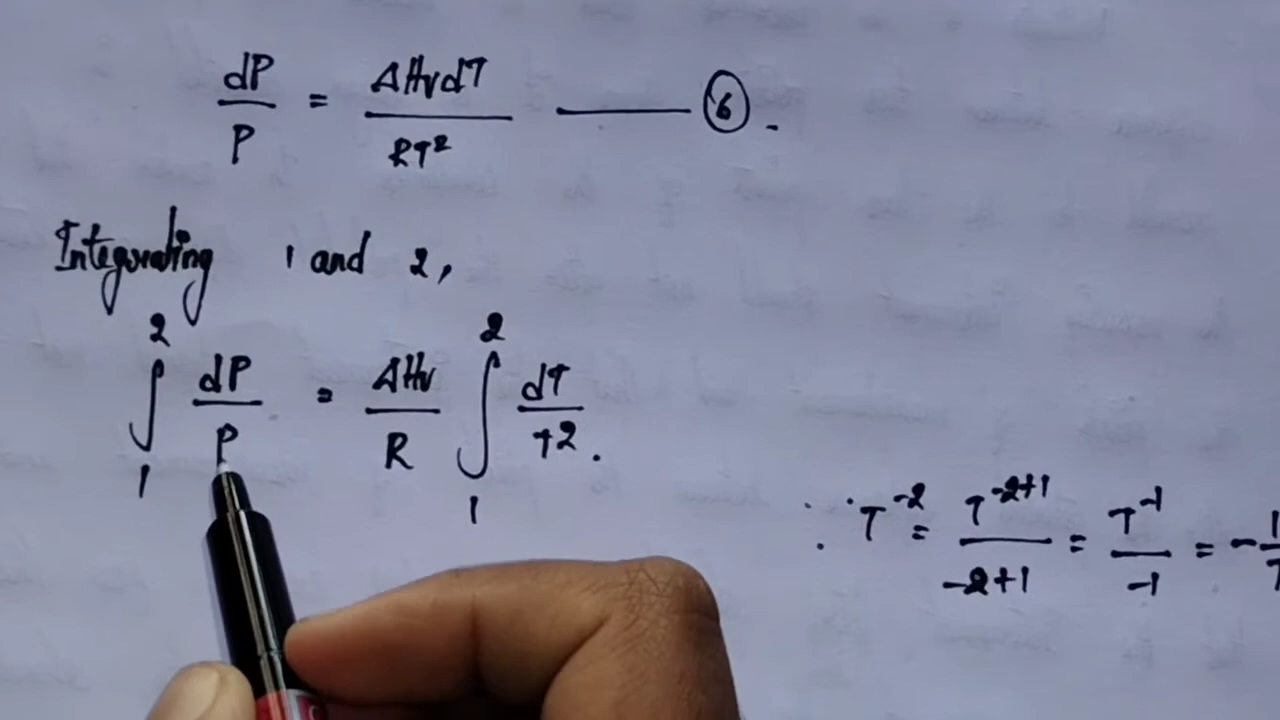 dP/P = ΔHv dT/RT² —— ⑥.
Integrating 1 and 2,
∫₁² dP/P = ΔHv/R ∫₁² dT/T².
∵ T⁻² = T⁻²⁺¹/-2+1 = T⁻¹/-1 = -1/T